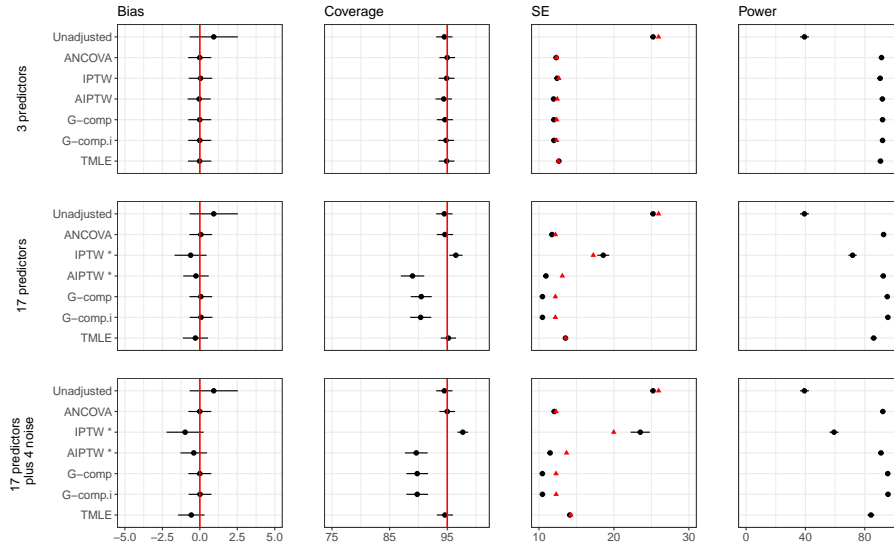 Bias Coverage SE Power
3 predictors
Unadjusted
ANCOVA
IPTW
AIPTW
G−comp
G−comp.i
TMLE
17 predictors
Unadjusted
ANCOVA
IPTW *
AIPTW *
G−comp
G−comp.i
TMLE
17 predictors
plus 4 noise
Unadjusted
ANCOVA
IPTW *
AIPTW *
G−comp
G−comp.i
TMLE
−5.0 −2.5 0.0 2.5 5.0 75 85 95 10 20 30 0 40 80